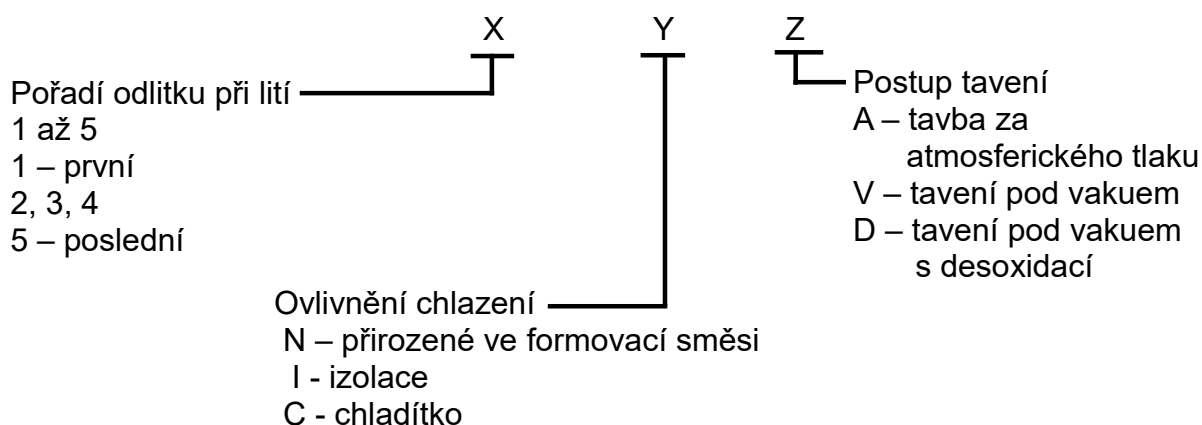 X Y Z
Pořadí odlitku při lití
1 až 5
1 – první
2, 3, 4
5 – poslední
Postup tavení
A – tavba za
atmosferického tlaku
V – tavení pod vakuem
D – tavení pod vakuem
s desoxidací
Ovlivnění chlazení
N – přirozené ve formovací směsi
I - izolace
C - chladítko